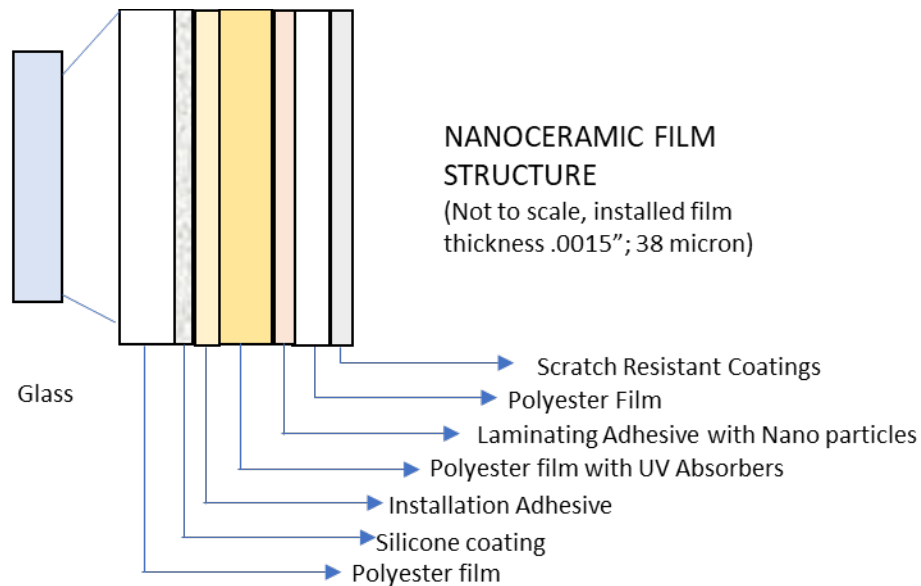 NANOCERAMIC FILM
STRUCTURE
(Not to scale, installed film
thickness .0015”; 38 micron)
Scratch Resistant Coatings
Glass
Polyester Film
Laminating Adhesive with Nano particles
Polyester film with UV Absorbers
Installation Adhesive
Silicone coating
Polyester film